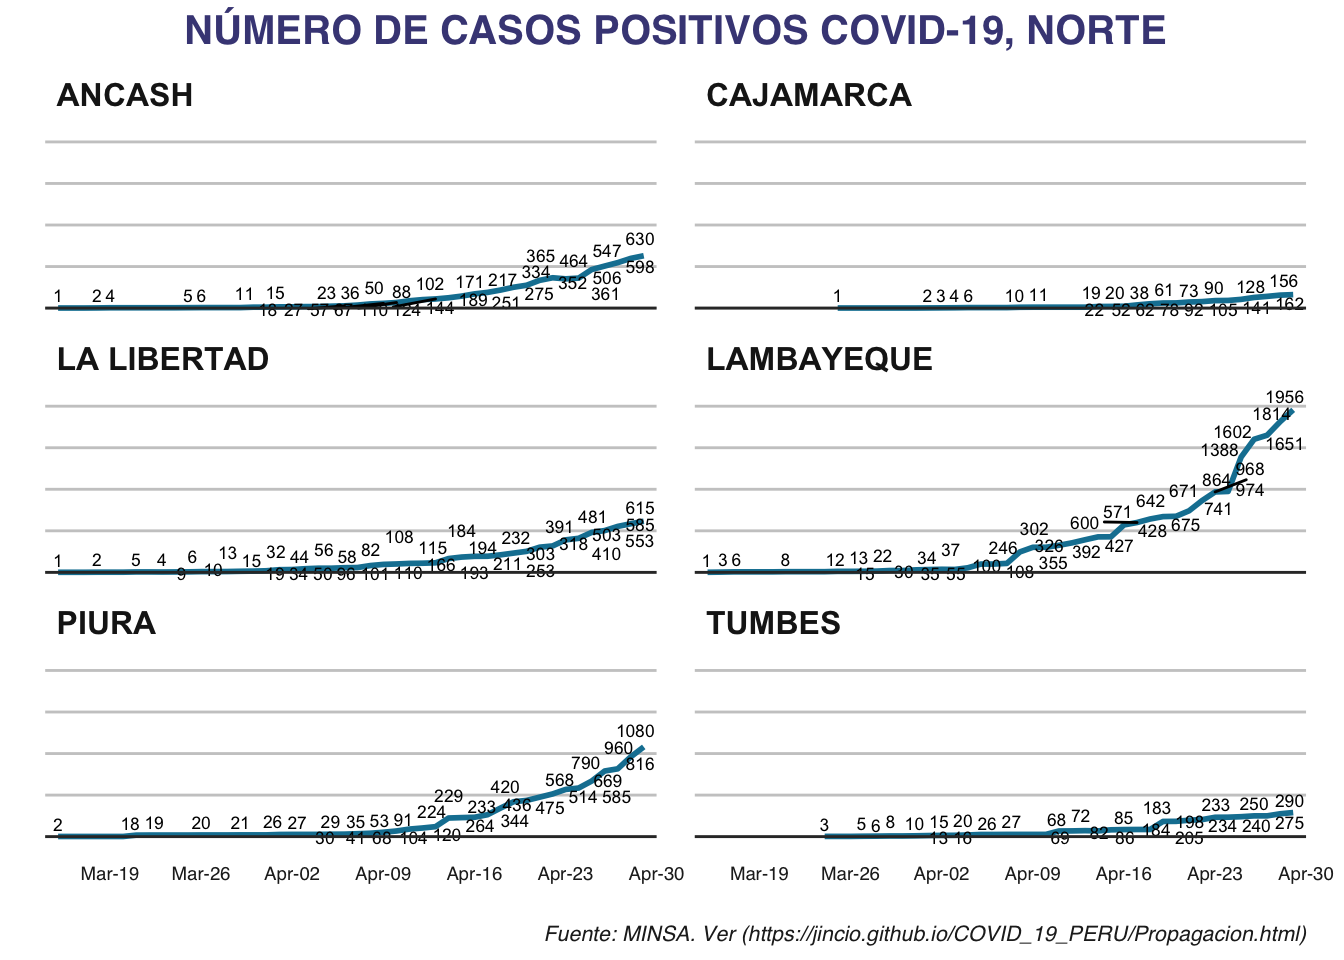 NÚMERO DE CASOS POSITIVOS COVID-19, NORTE
ANCASH
CAJAMARCA
630
365 464 547
334 598
50 88 102 171 217 352 506
1 2 4 5 6 11 15 23 36 189 251 275 361
18 27 57 67 110 124 144
128 156
1 2 3 4 6 10 11 19 20 38 61 73 90
22 52 62 78 92 105 141 162
LA LIBERTAD
LAMBAYEQUE
615
481 585
391 503 553
108 184 232 318 410
1 2 5 4 6 13 15 32 44 56 58 82 115 194 303
9 10 19 34 50 96 101 110 166 193 211 253
1956
1814
1602 1651
1388
968
864 974
671
571 642 741
600 675
302 428
246 326 392 427
355
1 3 6 8 12 13 22 34 37 100
15 30 35 55 108
PIURA
TUMBES
1080
960
790 816
568 669
420 514 585
229 436 475
224 233 344
2 18 19 20 21 26 27 29 35 53 91 264
30 41 68 104 120
183 233 250 290
3 5 6 8 10 15 20 26 27 68 72 85 198 275
13 16 69 82 86 184 205 234 240
Mar-19 Mar-26 Apr-02 Apr-09 Apr-16 Apr-23 Apr-30
Mar-19 Mar-26 Apr-02 Apr-09 Apr-16 Apr-23 Apr-30
Fuente: MINSA. Ver (https://jincio.github.io/COVID_19_PERU/Propagacion.html)